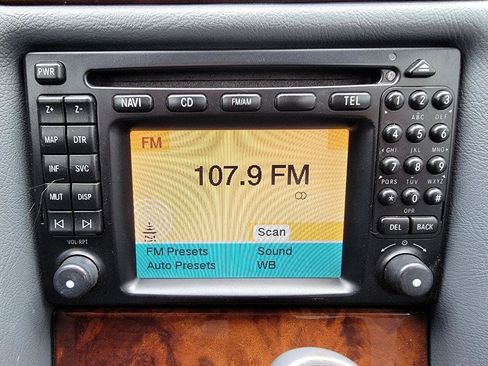 PWR
NAVI CD FM/AM TEL
Z+ Z-
MAP DTR
INF SVC
MUT DISP
VOL·RPT
FM
107.9 FM
Scan
FM Presets Sound
Auto Presets WB
1 2 ABC 3 DEF
4 GHI 5 JKL 6 MNO
7 PQRS 8 TUV 9 WXYZ
* 0 #
OPR
DEL BACK